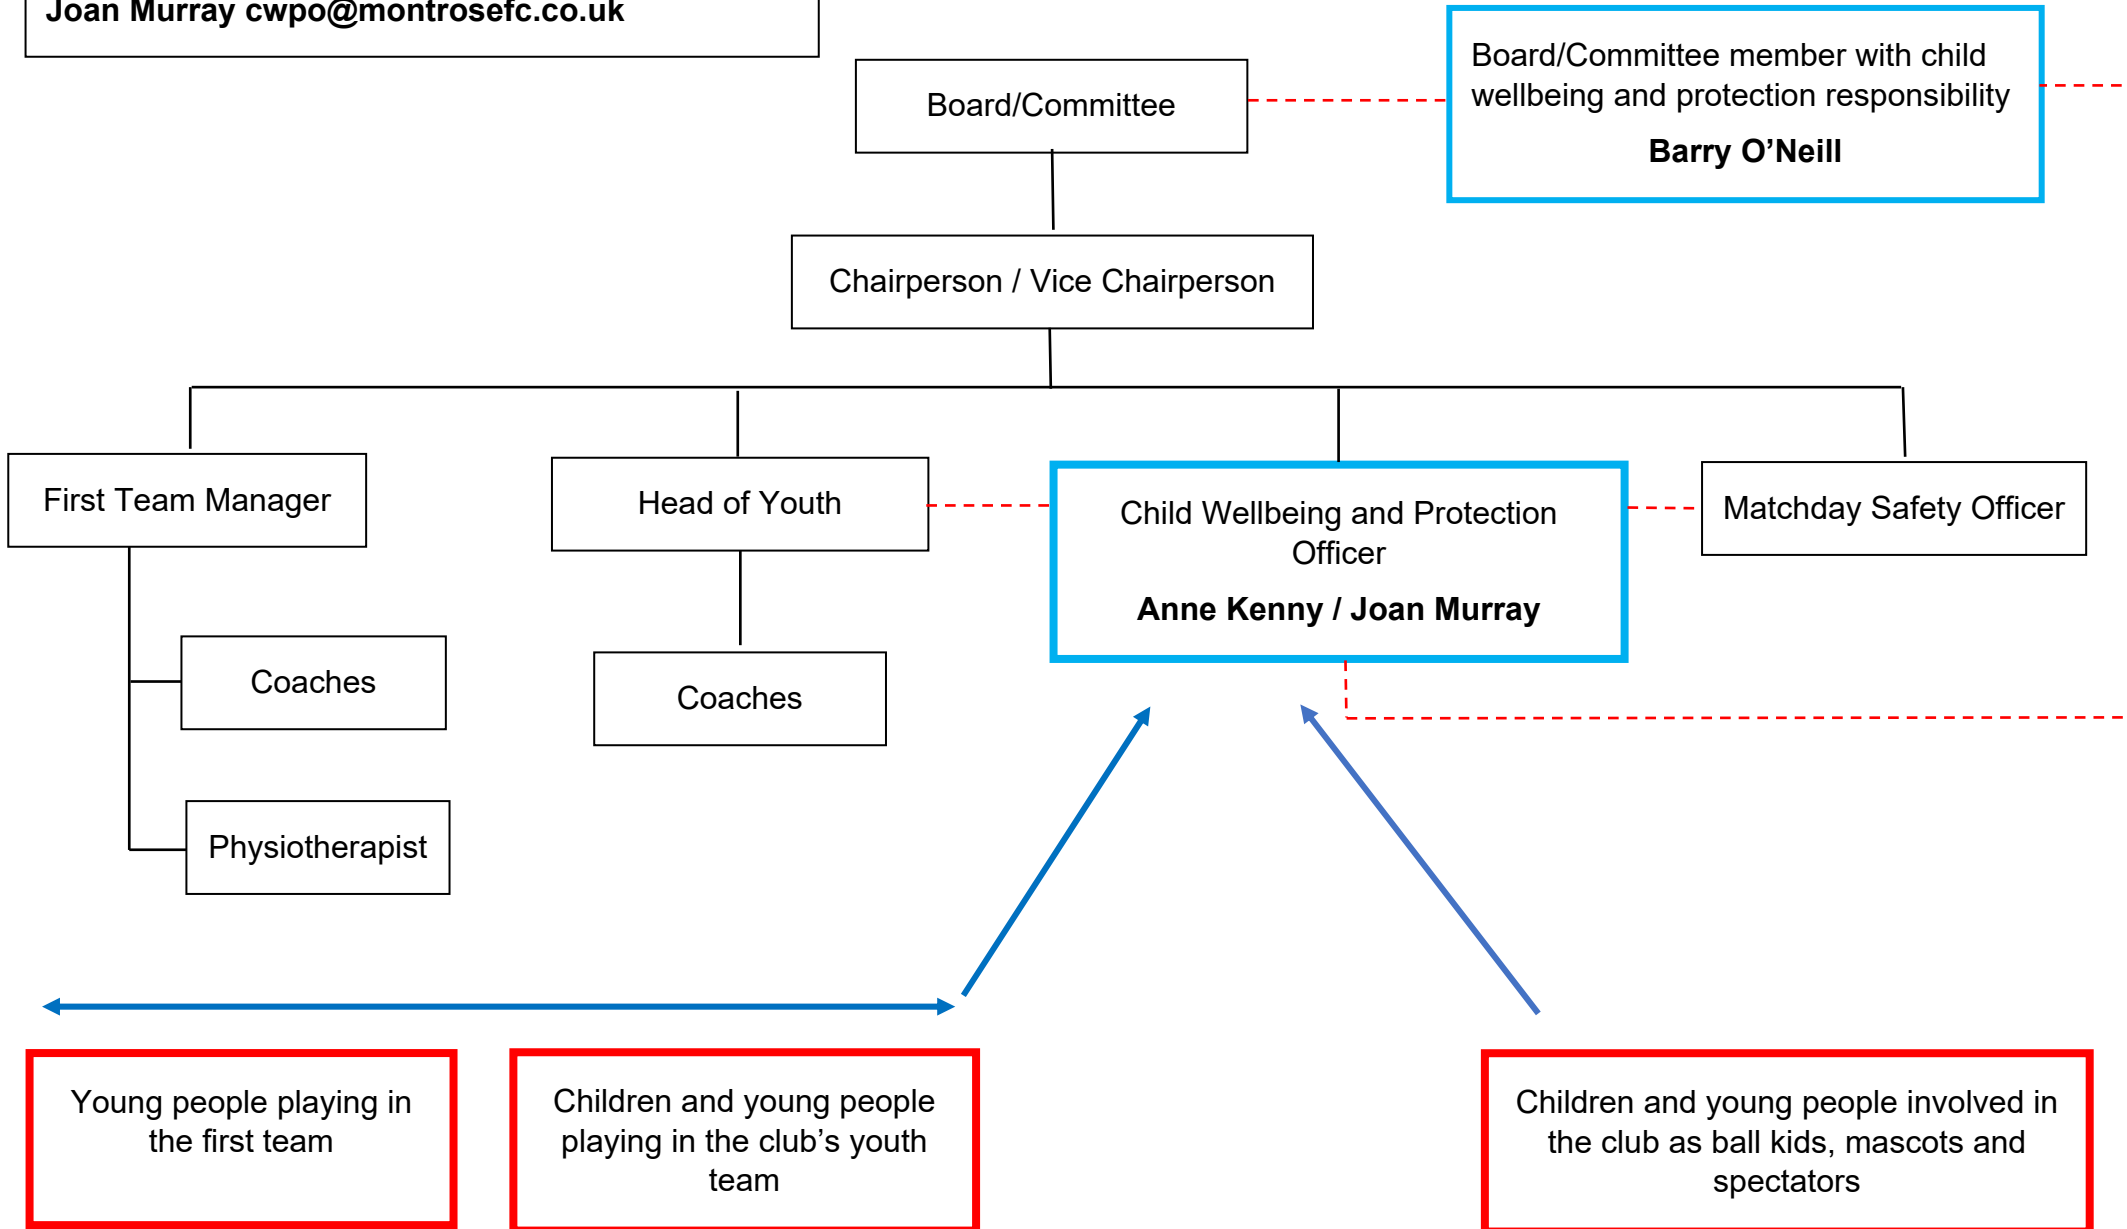 Joan Murray cwpo@montrosefc.co.uk
Board/Committee member with child
wellbeing and protection responsibility
Barry O’Neill
Board/Committee
Chairperson / Vice Chairperson
First Team Manager
Head of Youth
Child Wellbeing and Protection
Officer
Anne Kenny / Joan Murray
Matchday Safety Officer
Coaches
Coaches
Physiotherapist
Young people playing in
the first team
Children and young people
playing in the club’s youth
team
Children and young people involved in
the club as ball kids, mascots and
spectators